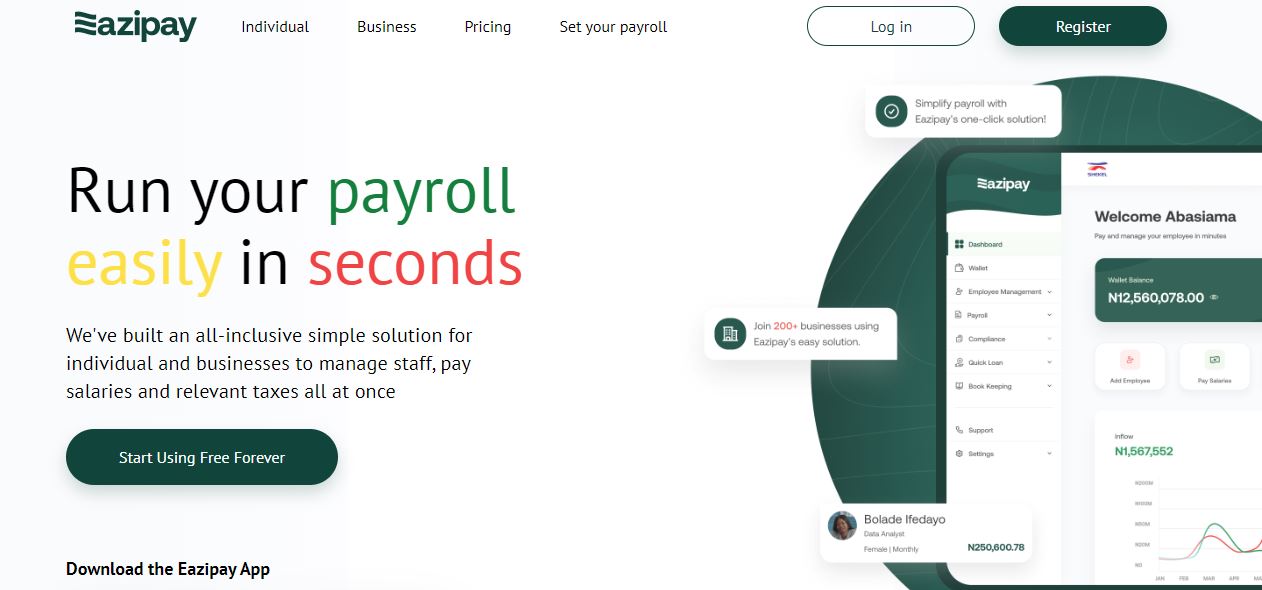 Eazipay
Individual
Business
Pricing
Set your payroll
Log in
Register
Run your payroll
easily in seconds
We've built an all-inclusive simple solution for
individual and businesses to manage staff, pay
salaries and relevant taxes all at once
Start Using Free Forever
Download the Eazipay App
Simplify payroll with
Eazipay's one-click solution!
Join 200+ businesses using
Eazipay's easy solution.
Eazipay
Dashboard
Wallet
Employee Management
Payroll
Compliance
Quick Loan
Book Keeping
Support
Settings
SHEKEL
Welcome Abasiama
Pay and manage your employee in minutes
Wallet Balance
N12,560,078.00
Add Employee
Pay Salaries
Inflow
N1,567,552
N200M
N100M
N50M
N20M
N0
JAN FEB MAR APR
Bolade Ifedayo
Data Analyst
Female | Monthly
N250,600.78